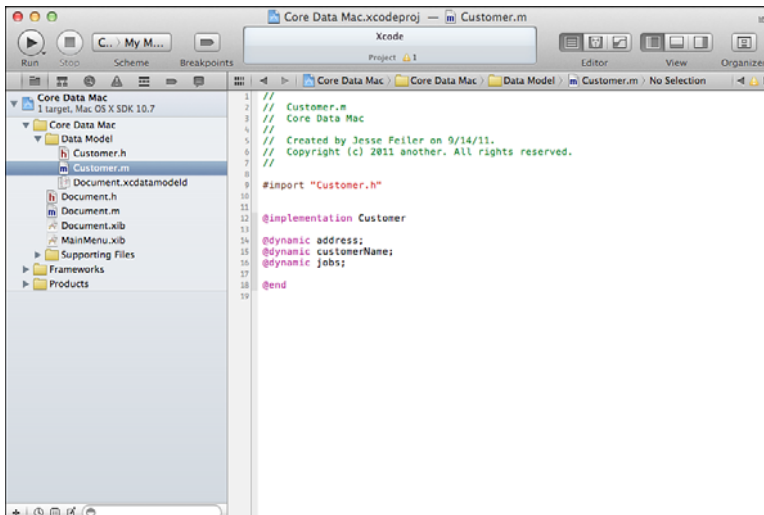 Core Data Mac.xcodeproj — m Customer.m
C... My M...
Xcode
Project 1
Run Stop Scheme Breakpoints Editor View Organizer
Core Data Mac Core Data Mac Data Model m Customer.m No Selection
Core Data Mac
1 target, Mac OS X SDK 10.7
Core Data Mac
Data Model
h Customer.h
m Customer.m
Document.xcdatamodeld
h Document.h
m Document.m
Document.xib
MainMenu.xib
Supporting Files
Frameworks
Products
1 //
2 // Customer.m
3 // Core Data Mac
4 //
5 // Created by Jesse Feiler on 9/14/11.
6 // Copyright (c) 2011 another. All rights reserved.
7 //
8
9 #import "Customer.h"
10
11
12 @implementation Customer
13
14 @dynamic address;
15 @dynamic customerName;
16 @dynamic jobs;
17
18 @end
19